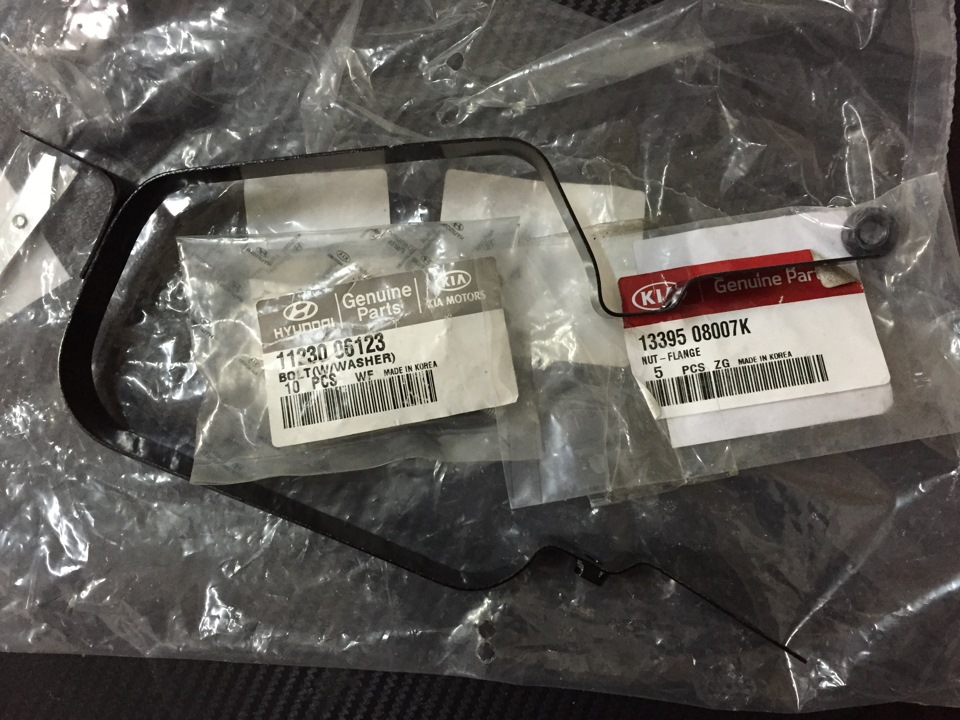 HYUNDAI
Genuine
Parts
KIA
KIA MOTORS
11230 06123
BOLT(W/WASHER)
10 PCS WF MADE IN KOREA
KIA
Genuine
13395 08007K
NUT-FLANGE
5 PCS ZG MADE IN KOREA